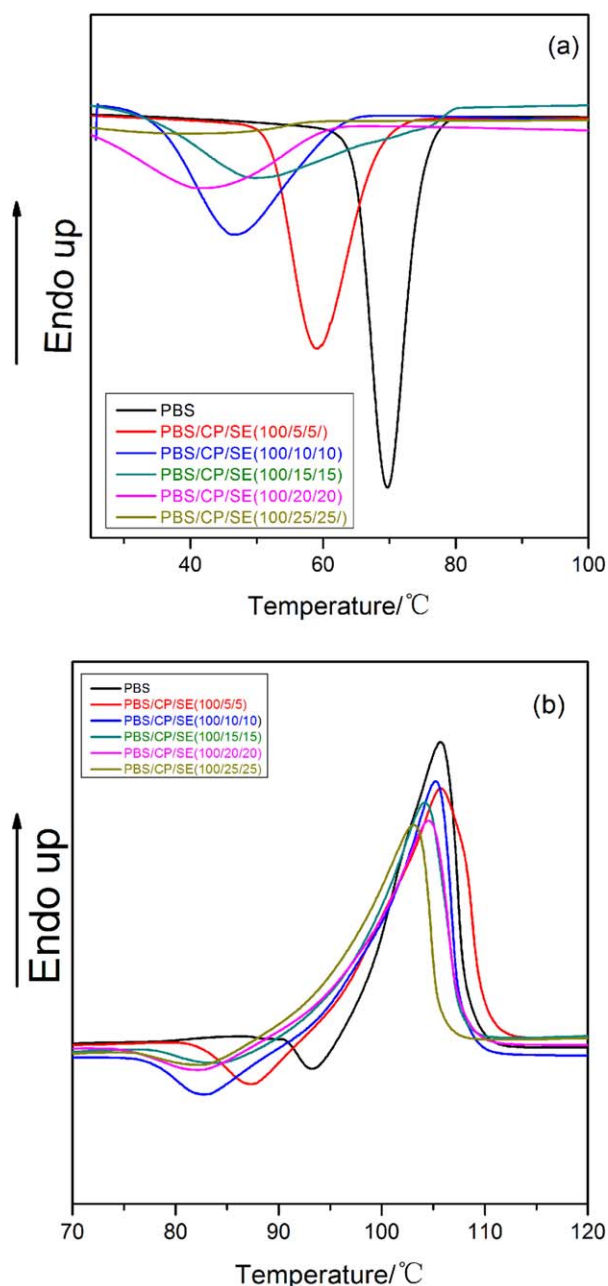 (a)
Endo up
PBS
PBS/CP/SE(100/5/5/)
PBS/CP/SE(100/10/10)
PBS/CP/SE(100/15/15)
PBS/CP/SE(100/20/20)
PBS/CP/SE(100/25/25/)
40 60 80 100
Temperature/℃
(b)
Endo up
PBS
PBS/CP/SE(100/5/5)
PBS/CP/SE(100/10/10)
PBS/CP/SE(100/15/15)
PBS/CP/SE(100/20/20)
PBS/CP/SE(100/25/25)
70 80 90 100 110 120
Temperature/℃